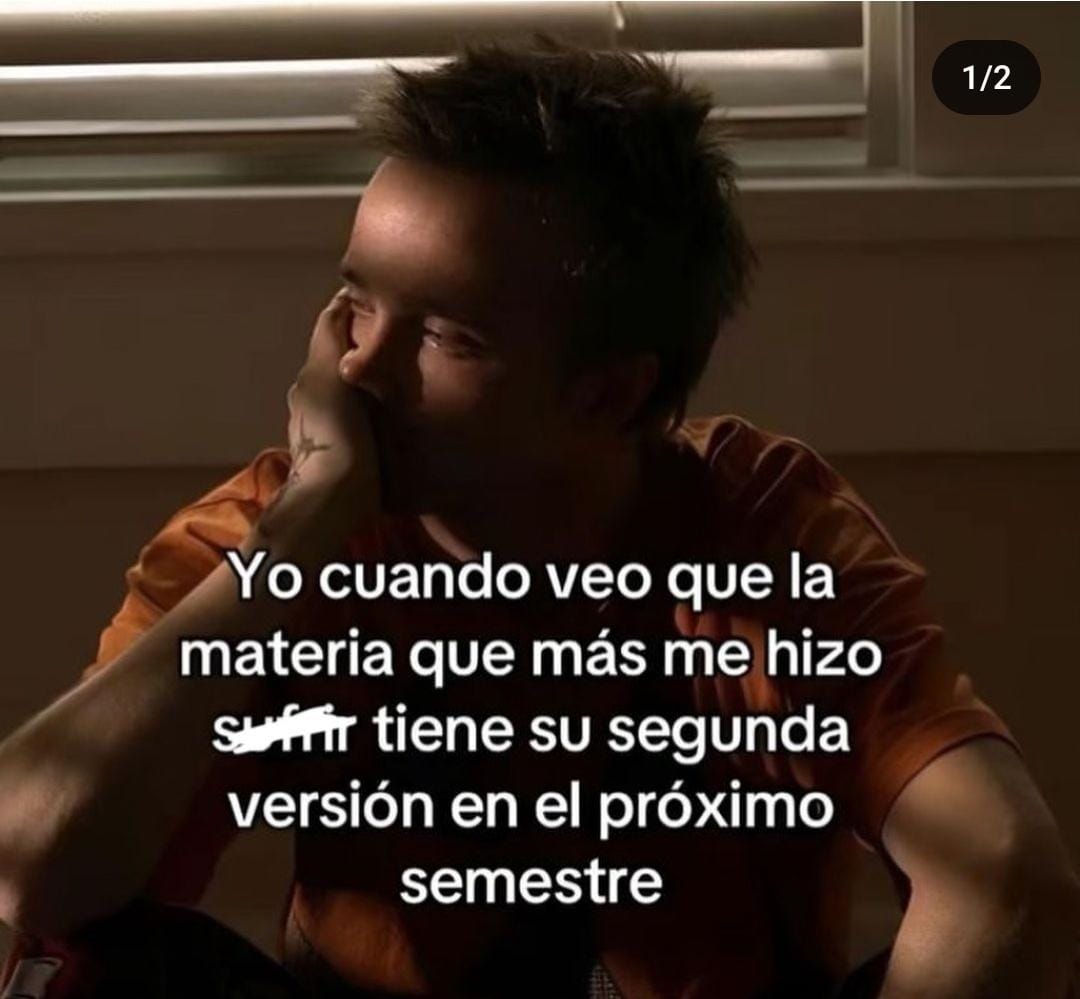 1/2
Yo cuando veo que la
materia que más me hizo
sufrir tiene su segunda
versión en el próximo
semestre